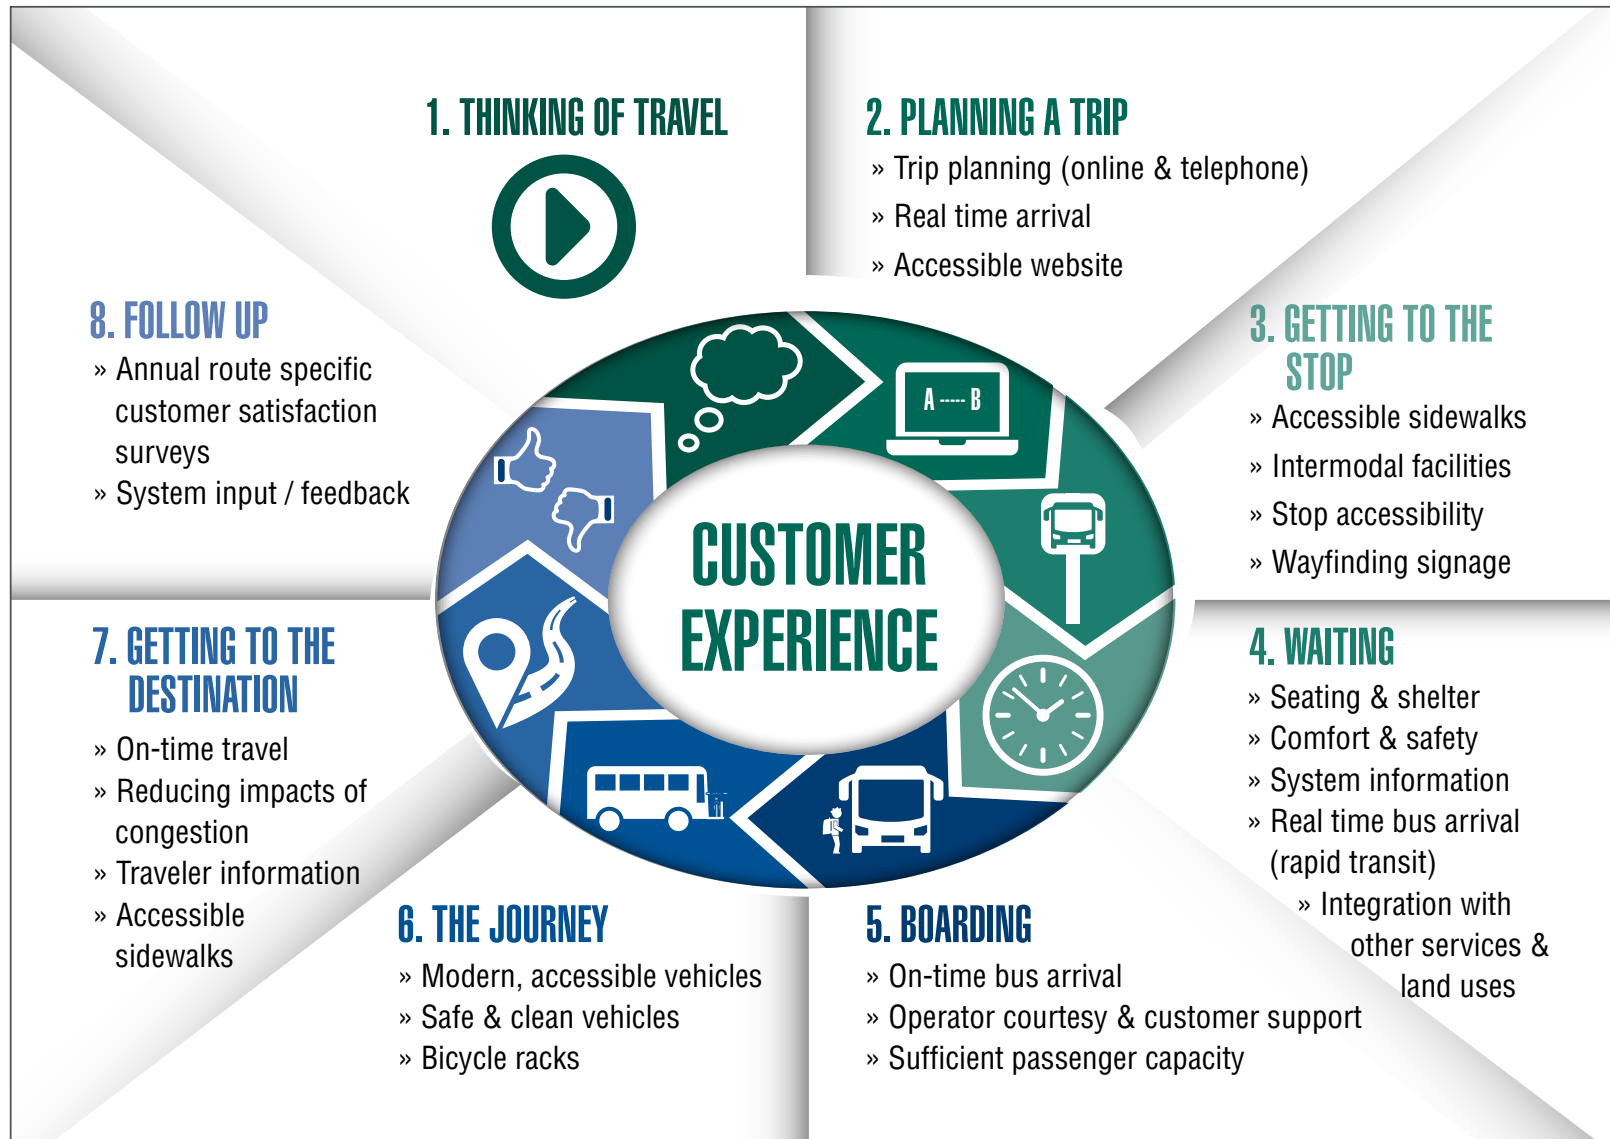 1. THINKING OF TRAVEL
2. PLANNING A TRIP
» Trip planning (online & telephone)
» Real time arrival
» Accessible website
3. GETTING TO THE
STOP
» Accessible sidewalks
» Intermodal facilities
» Stop accessibility
» Wayfinding signage
4. WAITING
» Seating & shelter
» Comfort & safety
» System information
» Real time bus arrival
(rapid transit)
» Integration with
other services &
land uses
5. BOARDING
» On-time bus arrival
» Operator courtesy & customer support
» Sufficient passenger capacity
6. THE JOURNEY
» Modern, accessible vehicles
» Safe & clean vehicles
» Bicycle racks
7. GETTING TO THE
DESTINATION
» On-time travel
» Reducing impacts of
congestion
» Traveler information
» Accessible
sidewalks
8. FOLLOW UP
» Annual route specific
customer satisfaction
surveys
» System input / feedback
A ----- B
CUSTOMER
EXPERIENCE